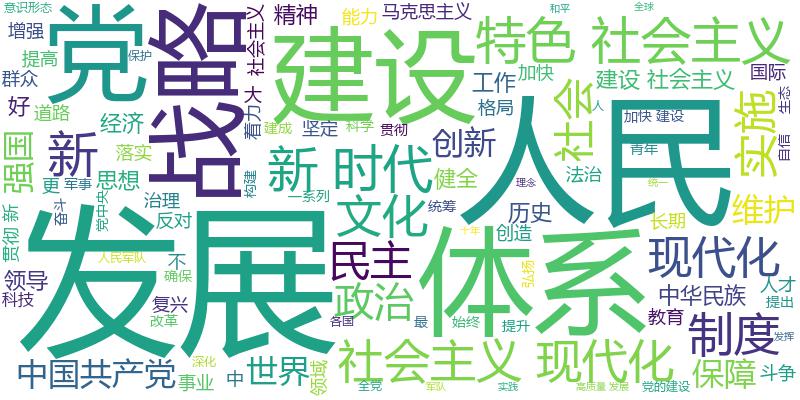 意识形态
党
战略
社会主义
精神
能力
马克思主义
和平
全球
增强
提高
保护
建设
特色 社会主义
群众
大
工作
加快
建设 社会主义
国际
好
道路
着力
建成
坚定
科学
贯彻
格局
社会
人
加快 建设
实施
生态
自信
经济
创新
强国
新
落实
人民
青年
更
军事
思想
构建
新 时代
健全
法治
理念
统一
一系列
治理
奋斗
党中央
贯彻 新
反对
文化
统筹
历史
长期
维护
发展
体系
十年
创造
人民军队
不
民主
弘扬
现代化
领导
确保
科技
复兴
政治
中华民族
人才
提出
改革
各国
最
始终
提升
教育
制度
发挥
中国共产党
深化
事业
中
世界
领域
社会主义 现代化
保障
斗争
全党
军队
实践
高质量 发展
党的建设